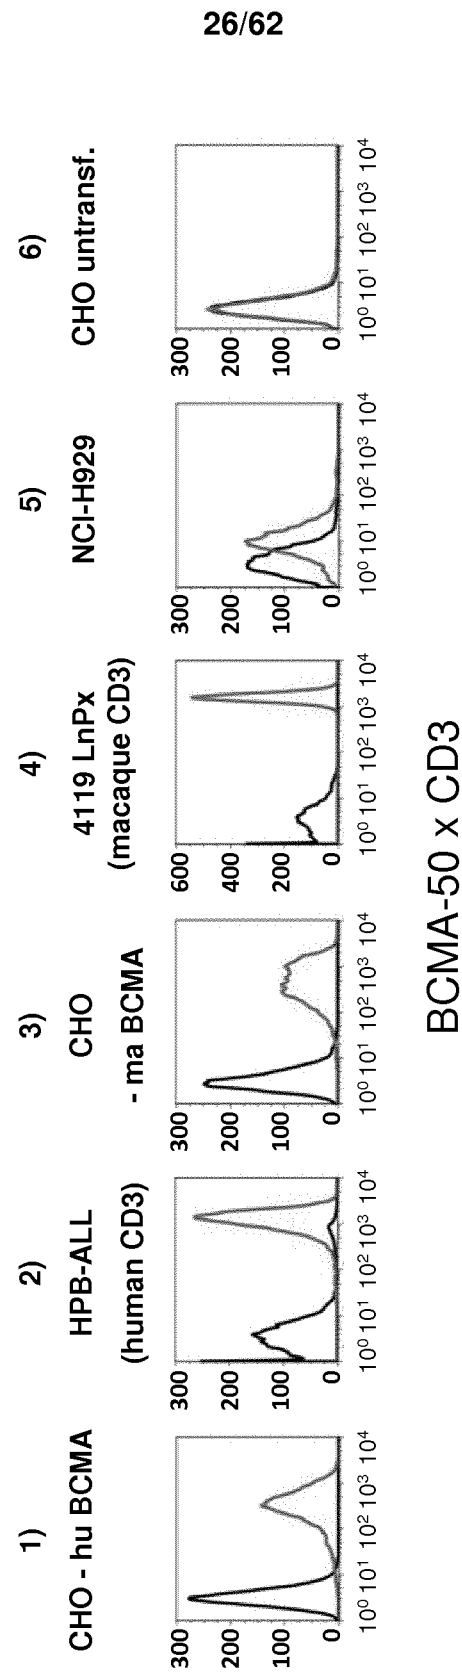 26/62
1)
CHO - hu BCMA
300
200
100
0
10⁰ 10¹ 10² 10³ 10⁴
2)
HPB-ALL
(human CD3)
300
200
100
0
10⁰ 10¹ 10² 10³ 10⁴
3)
CHO
- ma BCMA
300
200
100
0
10⁰ 10¹ 10² 10³ 10⁴
4)
4119 LnPx
(macaque CD3)
600
400
200
0
10⁰ 10¹ 10² 10³ 10⁴
5)
NCI-H929
300
200
100
0
10⁰ 10¹ 10² 10³ 10⁴
6)
CHO untransf.
300
200
100
0
10⁰ 10¹ 10² 10³ 10⁴
BCMA-50 x CD3